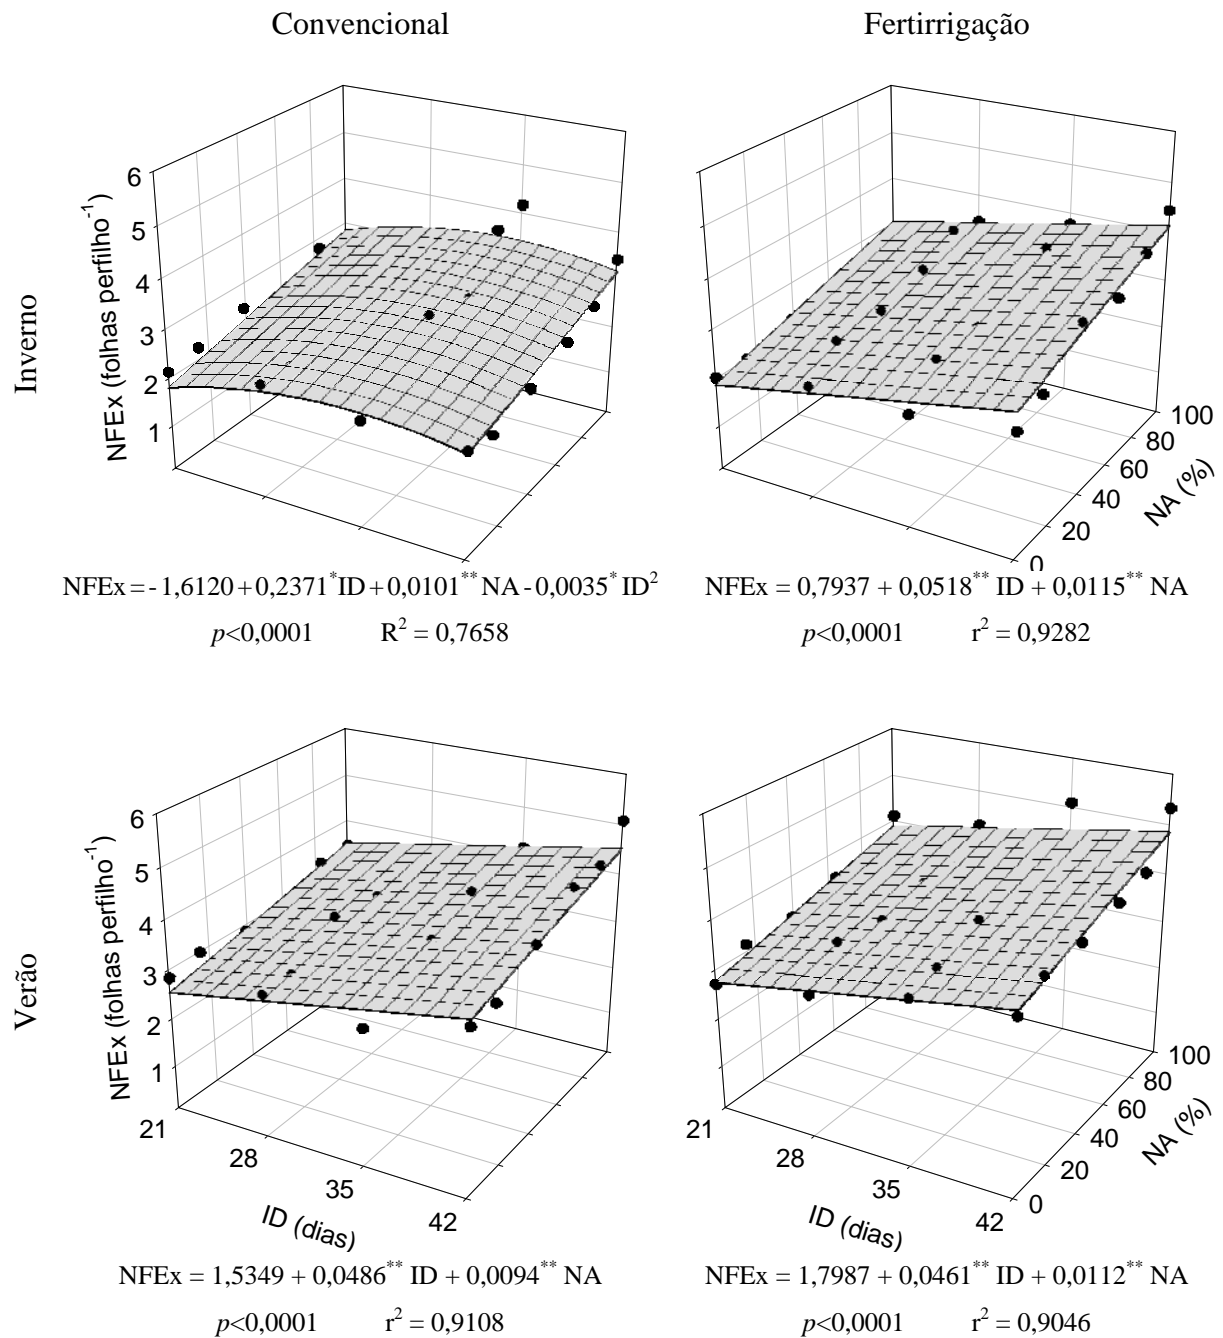 Convencional
Fertirrigação
Inverno
NFEx (folhas perfilho⁻¹)
6
5
4
3
2
1
100
80
60
40
20
0
NA (%)
NFEx = - 1,6120 + 0,2371* ID + 0,0101** NA - 0,0035* ID²
p<0,0001 R² = 0,7658
NFEx = 0,7937 + 0,0518** ID + 0,0115** NA
p<0,0001 r² = 0,9282
Verão
NFEx (folhas perfilho⁻¹)
6
5
4
3
2
1
21
28
35
42
ID (dias)
21
28
35
42
ID (dias)
100
80
60
40
20
0
NA (%)
NFEx = 1,5349 + 0,0486** ID + 0,0094** NA
p<0,0001 r² = 0,9108
NFEx = 1,7987 + 0,0461** ID + 0,0112** NA
p<0,0001 r² = 0,9046